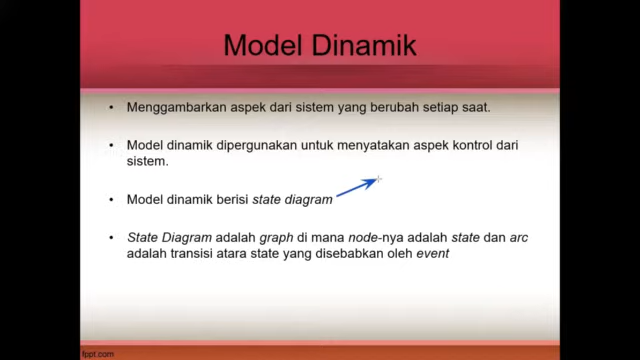 Model Dinamik
• Menggambarkan aspek dari sistem yang berubah setiap saat.
• Model dinamik dipergunakan untuk menyatakan aspek kontrol dari
sistem.
• Model dinamik berisi state diagram
• State Diagram adalah graph di mana node-nya adalah state dan arc
adalah transisi atara state yang disebabkan oleh event
fppt.com